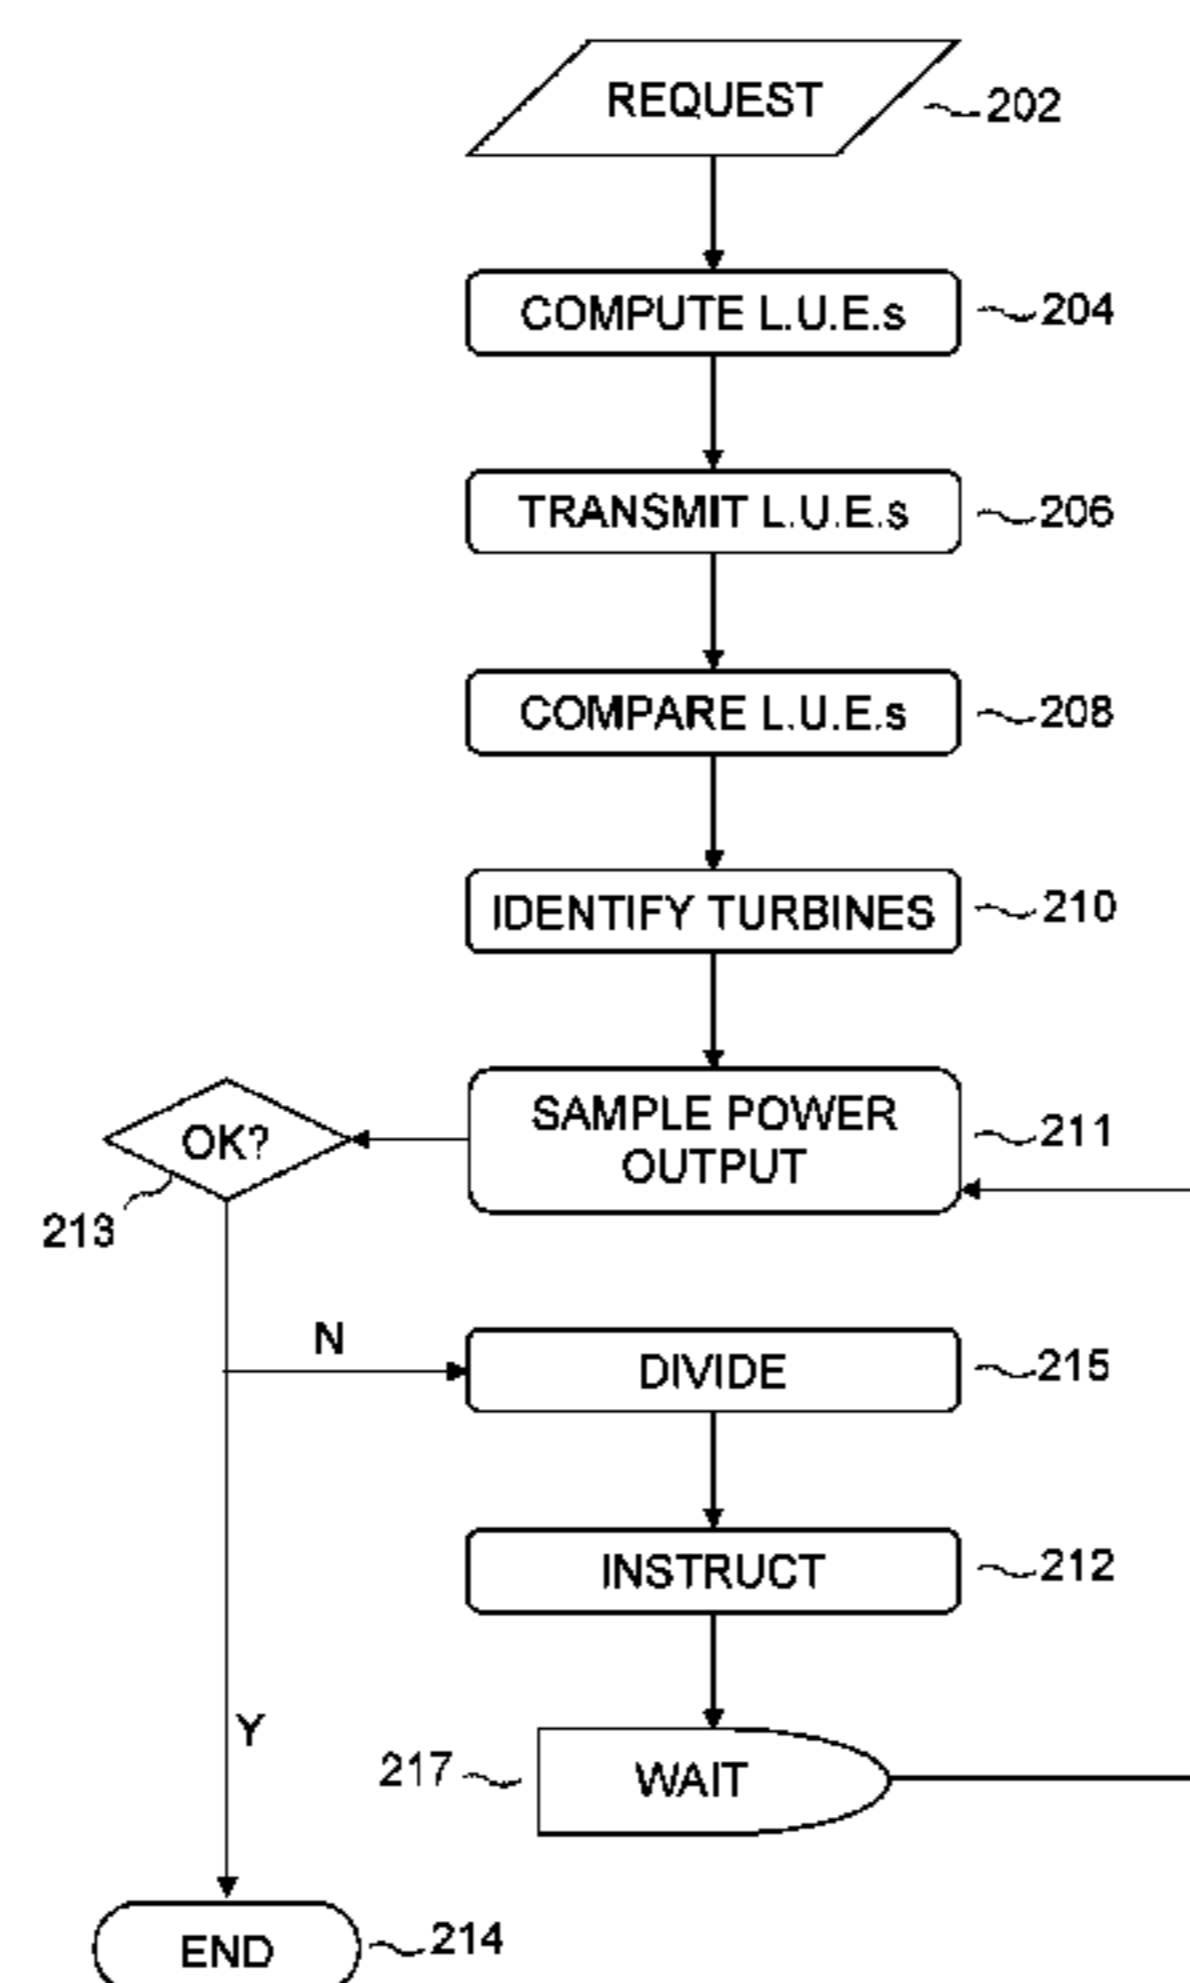 REQUEST
202
COMPUTE L.U.E.s
204
TRANSMIT L.U.E.s
206
COMPARE L.U.E.s
208
IDENTIFY TURBINES
210
SAMPLE POWER
OUTPUT
211
OK?
213
N
DIVIDE
215
INSTRUCT
212
Y
217
WAIT
END
214